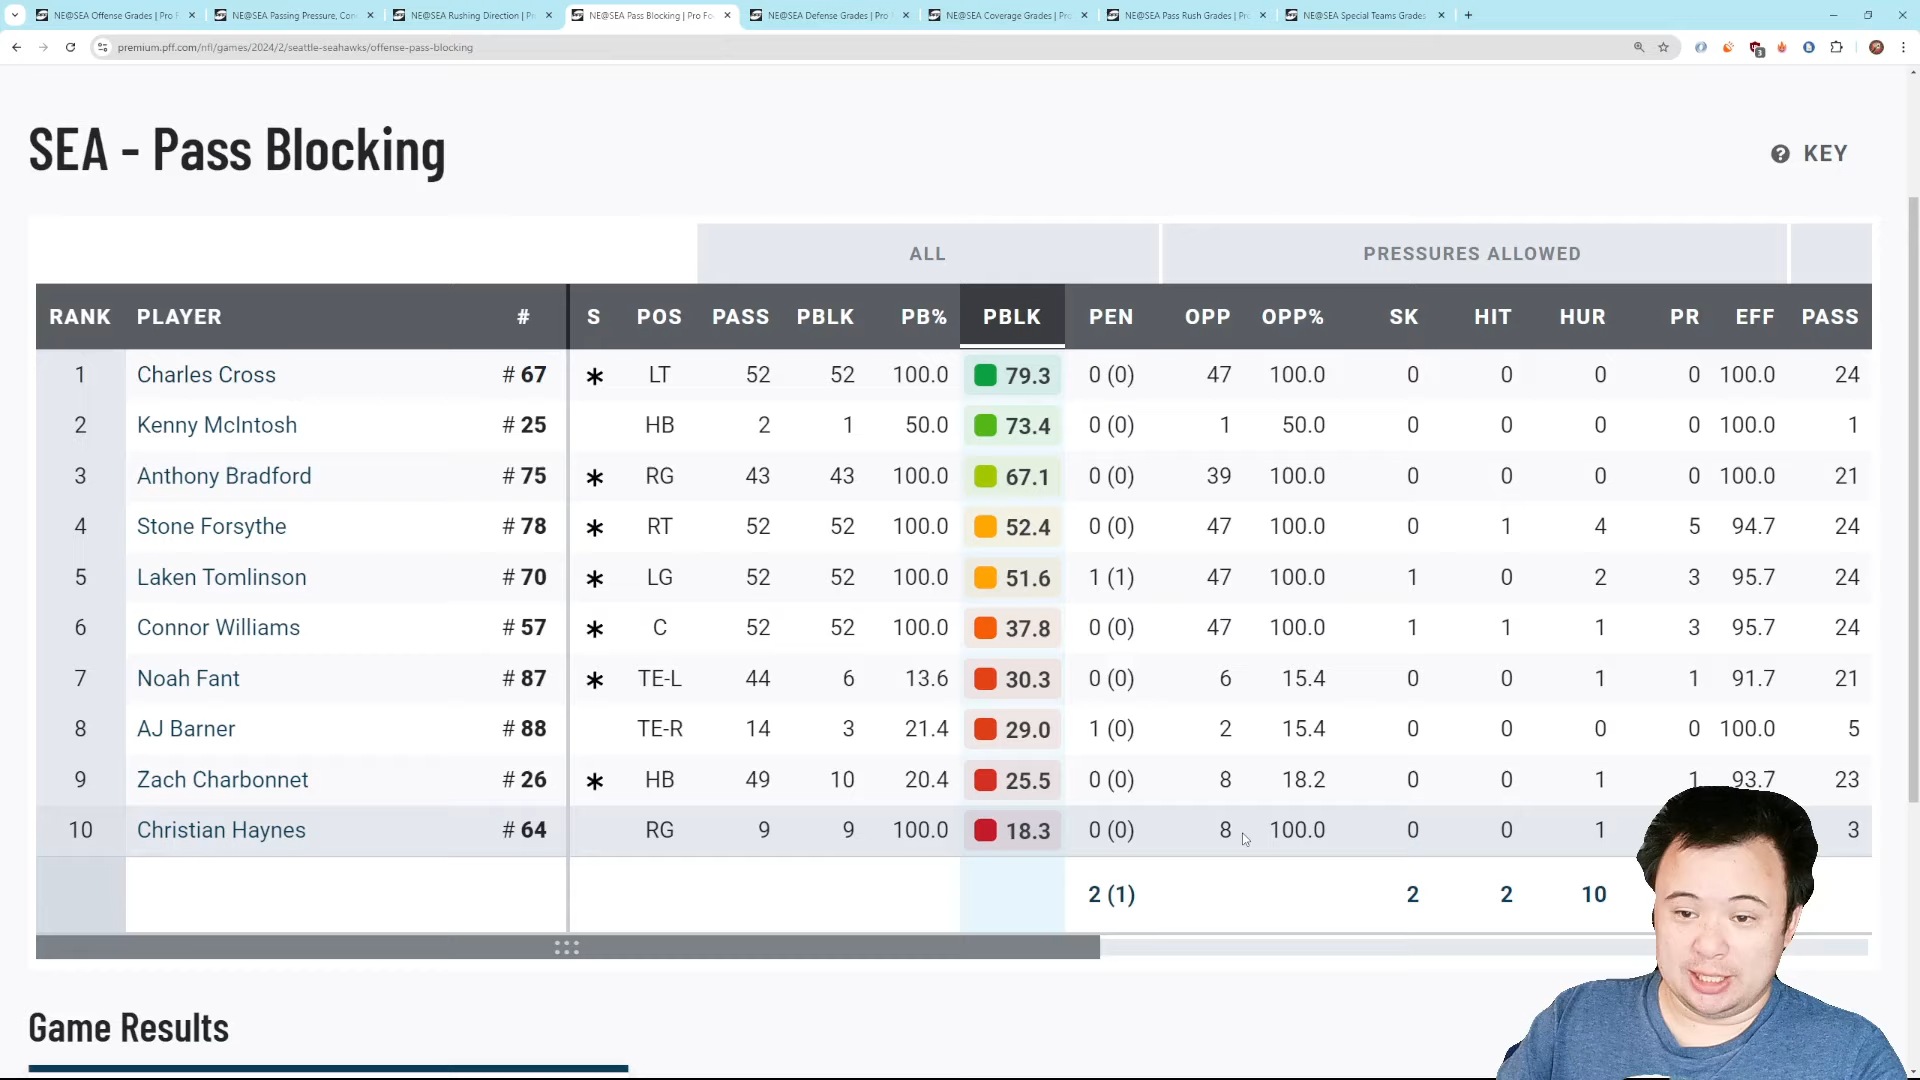 NE@SEA Offense Grades | Pro F
NE@SEA Passing Pressure, Con
NE@SEA Rushing Direction | Pr
NE@SEA Pass Blocking | Pro Fo
NE@SEA Defense Grades | Pro
NE@SEA Coverage Grades | Pro
NE@SEA Pass Rush Grades | Pro
NE@SEA Special Teams Grades
premium.pff.com/nfl/games/2024/2/seattle-seahawks/offense-pass-blocking
3
SEA - Pass Blocking
? KEY
ALL PRESSURES ALLOWED
RANK PLAYER # S POS PASS PBLK PB% PBLK PEN OPP OPP% SK HIT HUR PR EFF PASS
1 Charles Cross # 67 * LT 52 52 100.0 79.3 0 (0) 47 100.0 0 0 0 0 100.0 24
2 Kenny McIntosh # 25 HB 2 1 50.0 73.4 0 (0) 1 50.0 0 0 0 0 100.0 1
3 Anthony Bradford # 75 * RG 43 43 100.0 67.1 0 (0) 39 100.0 0 0 0 0 100.0 21
4 Stone Forsythe # 78 * RT 52 52 100.0 52.4 0 (0) 47 100.0 0 1 4 5 94.7 24
5 Laken Tomlinson # 70 * LG 52 52 100.0 51.6 1 (1) 47 100.0 1 0 2 3 95.7 24
6 Connor Williams # 57 * C 52 52 100.0 37.8 0 (0) 47 100.0 1 1 1 3 95.7 24
7 Noah Fant # 87 * TE-L 44 6 13.6 30.3 0 (0) 6 15.4 0 0 1 1 91.7 21
8 AJ Barner # 88 TE-R 14 3 21.4 29.0 1 (0) 2 15.4 0 0 0 0 100.0 5
9 Zach Charbonnet # 26 * HB 49 10 20.4 25.5 0 (0) 8 18.2 0 0 1 1 93.7 23
10 Christian Haynes # 64 RG 9 9 100.0 18.3 0 (0) 8 100.0 0 0 1 3
2 (1) 2 2 10
Game Results